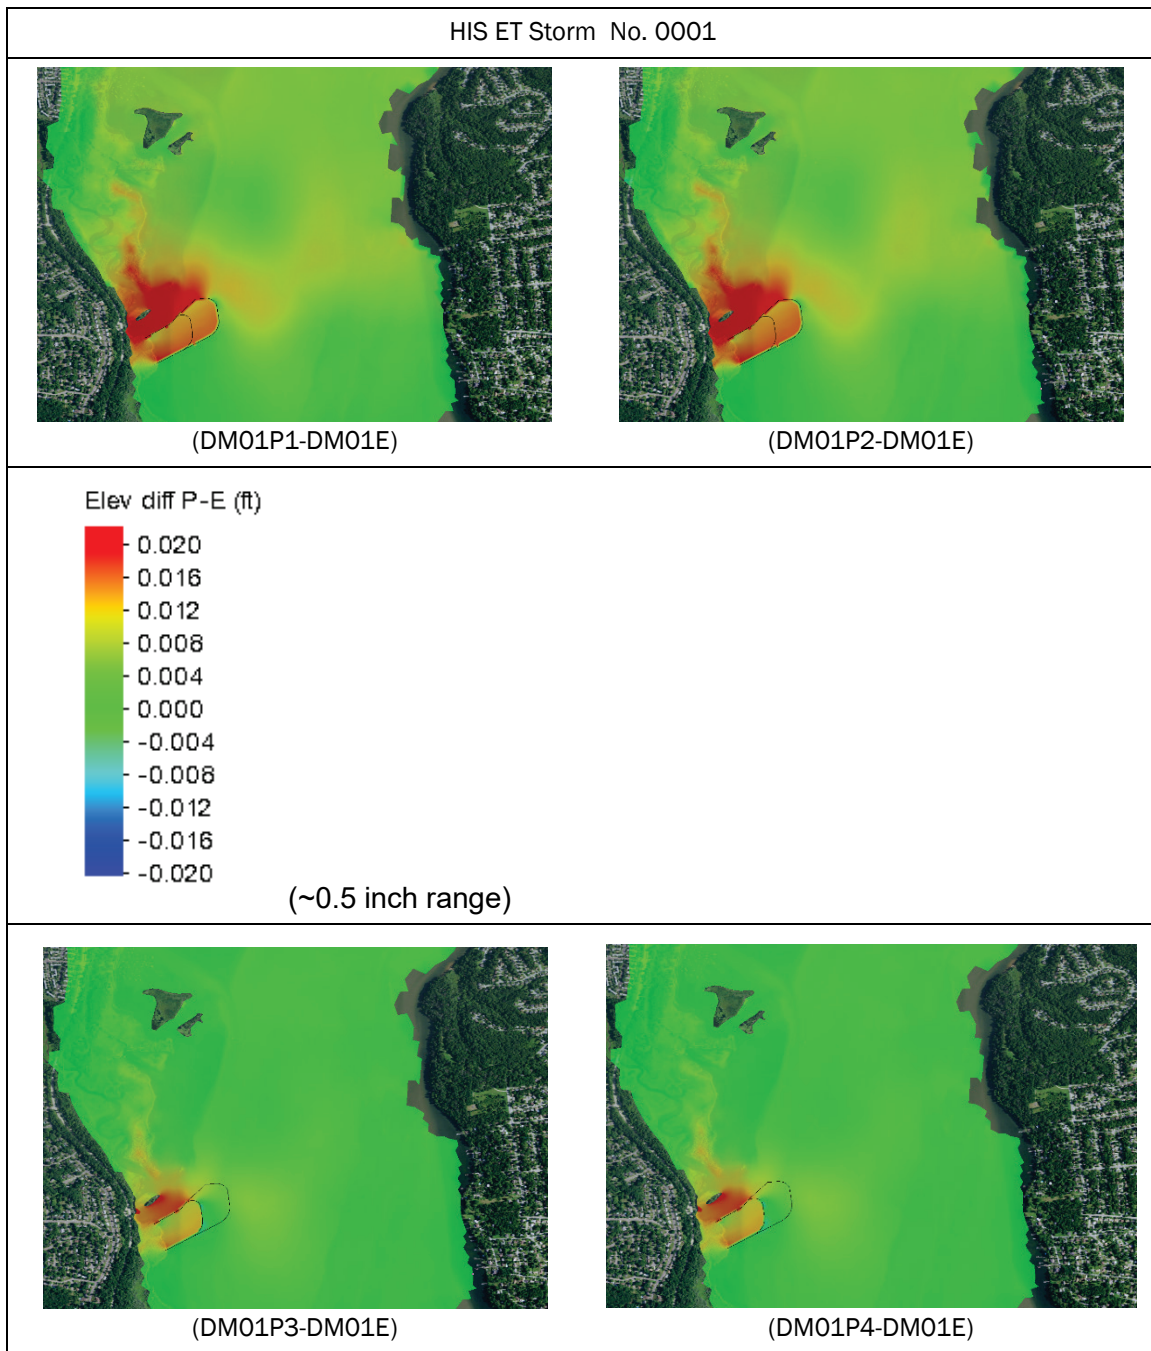 HIS ET Storm  No. 0001
(DM01P1-DM01E)
(DM01P2-DM01E)
Elev diff P-E (ft)
0.020
0.016
0.012
0.008
0.004
0.000
-0.004
-0.008
-0.012
-0.016
-0.020
(~0.5 inch range)
(DM01P3-DM01E)
(DM01P4-DM01E)